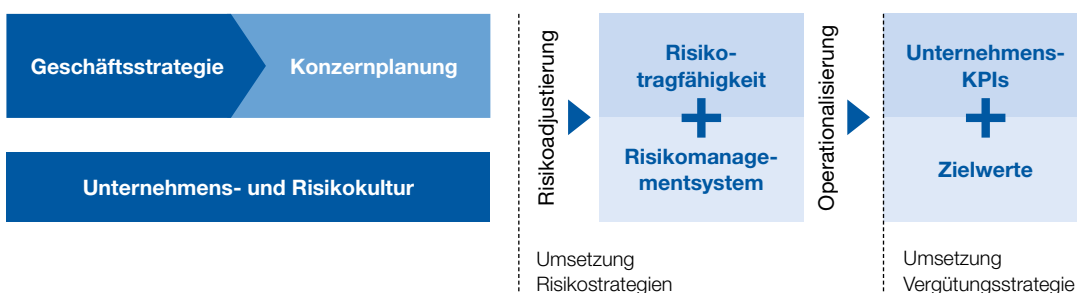 Geschäftsstrategie
Konzernplanung
Unternehmens- und Risikokultur
Risikoadjustierung
Risiko-
tragfähigkeit
+
Risikomanage-
mentsystem
Umsetzung
Risikostrategien
Operationalisierung
Unternehmens-
KPIs
+
Zielwerte
Umsetzung
Vergütungsstrategie